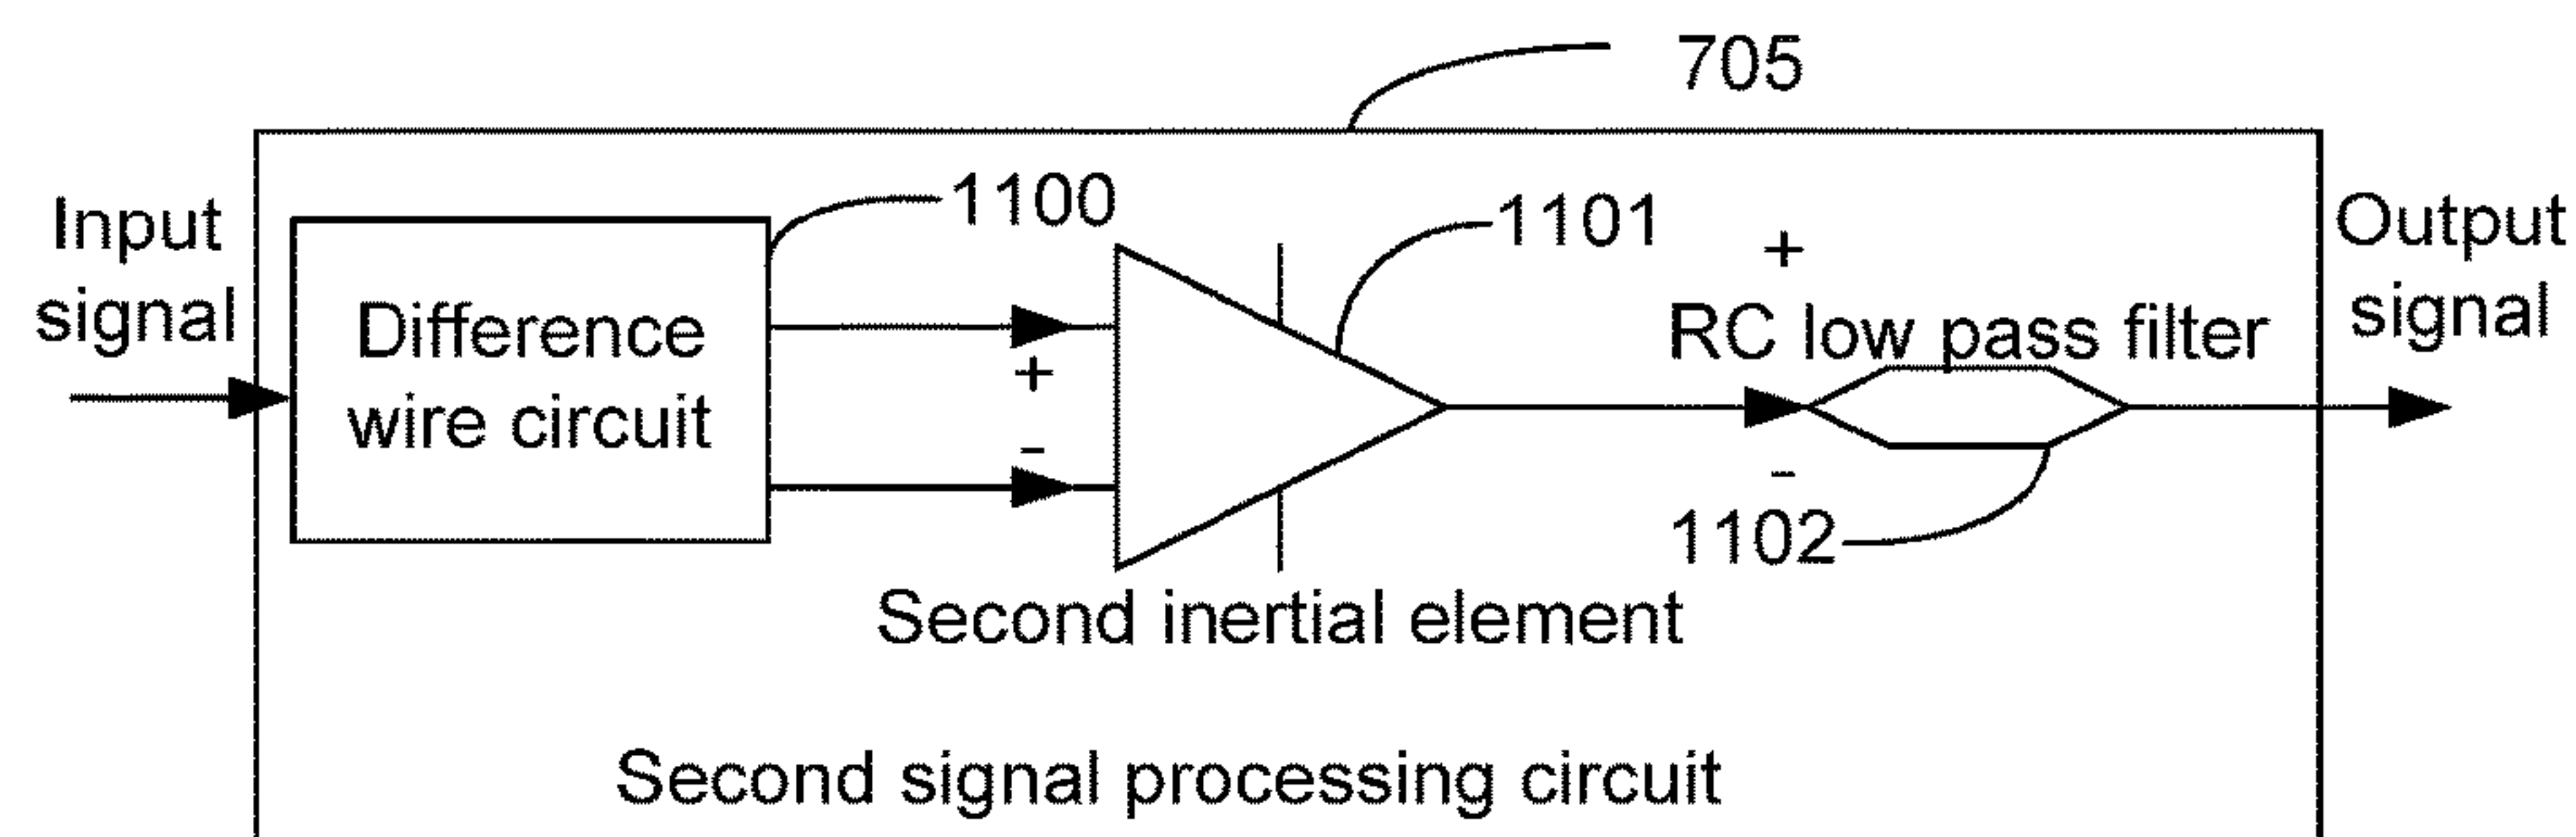 705
1100
1101
Input
signal
Difference
wire circuit
+
-
+
RC low pass filter
-
1102
Output
signal
Second inertial element
Second signal processing circuit